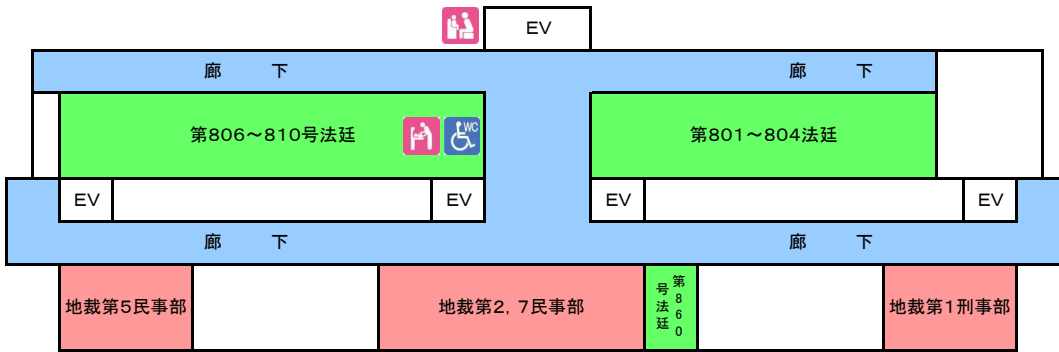 EV
廊　下
廊　下
第806～810号法廷
WC
第801～804法廷
EV
EV
EV
EV
廊　下
廊　下
地裁第5民事部
地裁第2，7民事部
第860
号法廷
地裁第1刑事部